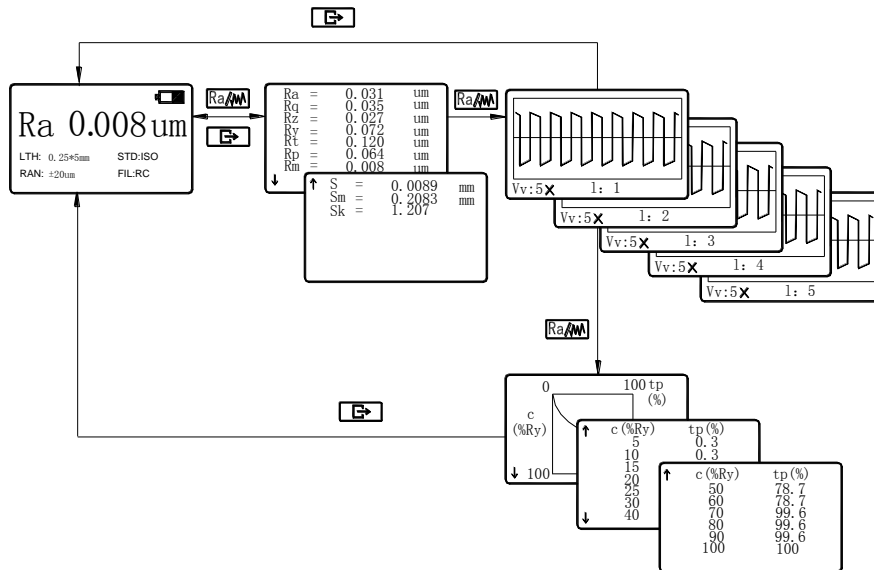 Ra 0.008um
LTH: 0.25*5mm STD:ISO
RAN: ±20um FIL:RC
Ra
Ra = 0.031 um
Rq = 0.035 um
Rz = 0.027 um
Ry = 0.072 um
Rt = 0.120 um
Rp = 0.064 um
Rm = 0.008 um
↓
↑ S = 0.0089 mm
Sm = 0.2083 mm
Sk = 1.207
Ra
Vv:5X l: 1
Vv:5X l: 2
Vv:5X l: 3
Vv:5X l: 4
Vv:5X l: 5
Ra
0 100 tp
(%)
c
(%Ry)
↓ 100
↑ c(%Ry) tp(%)
5 0.3
10 0.3
15
20
25
30
↓ 40
↑ c(%Ry) tp(%)
50 78.7
60 78.7
70 99.6
80 99.6
90 99.6
100 100